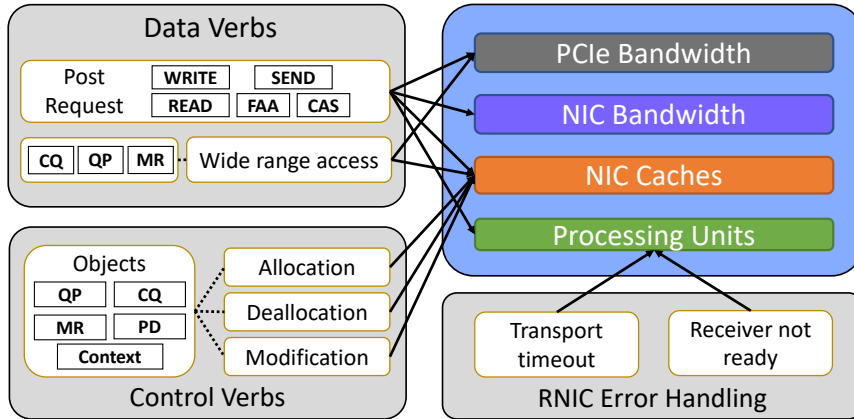 Data Verbs
Post
Request
WRITE
SEND
READ
FAA
CAS
CQ
QP
MR
Wide range access
PCIe Bandwidth
NIC Bandwidth
NIC Caches
Processing Units
Objects
QP
CQ
MR
PD
Context
Allocation
Deallocation
Modification
Control Verbs
Transport
timeout
Receiver not
ready
RNIC Error Handling